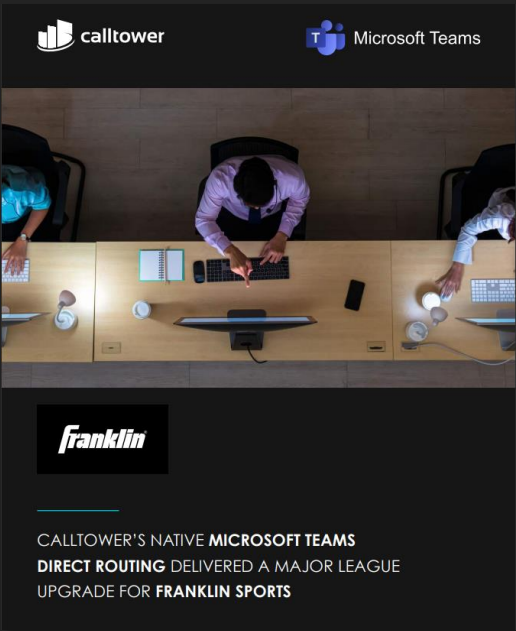 calltower
T
Microsoft Teams
Franklin
CALLTOWER'S NATIVE MICROSOFT TEAMS
DIRECT ROUTING DELIVERED A MAJOR LEAGUE
UPGRADE FOR FRANKLIN SPORTS